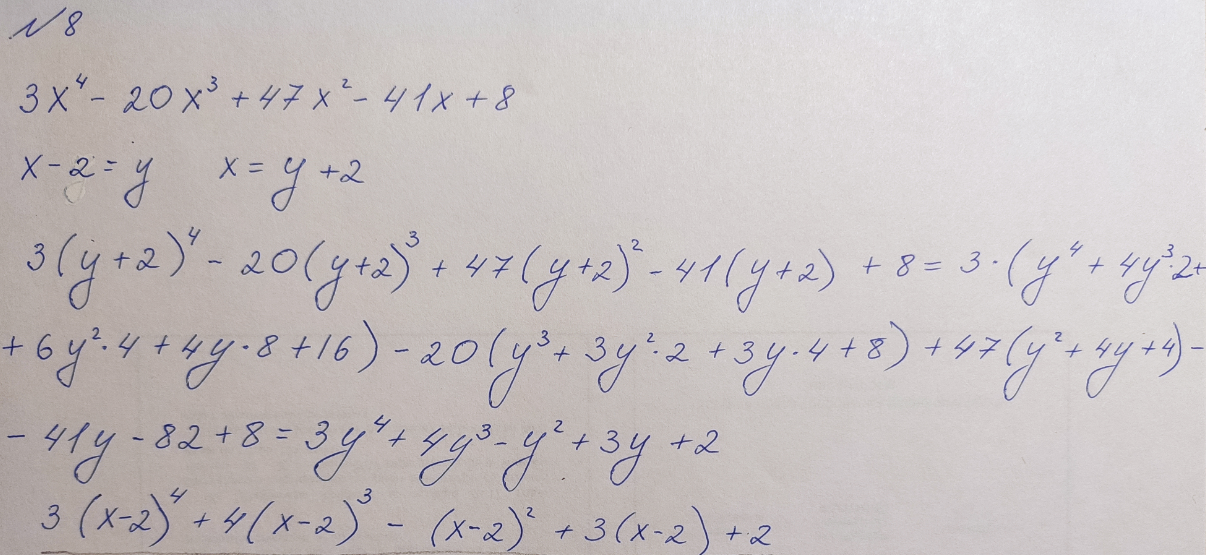 № 8
3x⁴ - 20x³ + 47x² - 41x + 8
x - 2 = y    x = y + 2
3(y+2)⁴ - 20(y+2)³ + 47(y+2)² - 41(y+2) + 8 = 3·(y⁴ + 4y³·2+
+ 6y²·4 + 4y·8 + 16) - 20(y³ + 3y²·2 + 3y·4 + 8) + 47(y² + 4y + 4) -
- 41y - 82 + 8 = 3y⁴ + 4y³ - y² + 3y + 2
3(x-2)⁴ + 4(x-2)³ - (x-2)² + 3(x-2) + 2